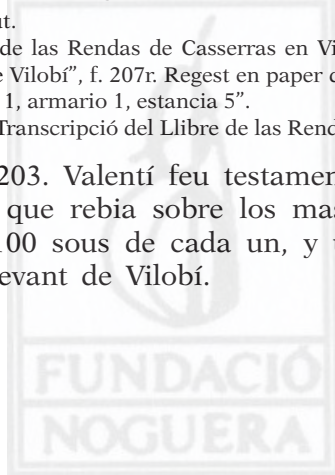 ut.
de las Rendas de Casserras en Vi
e Vilobí”, f. 207r. Regest en paper d
1, armario 1, estancia 5”.
Transcripció del Llibre de las Rend
203. Valentí feu testamen
que rebia sobre los mas
100 sous de cada un, y
evant de Vilobí.
FUNDACIÓ
NOGUERA